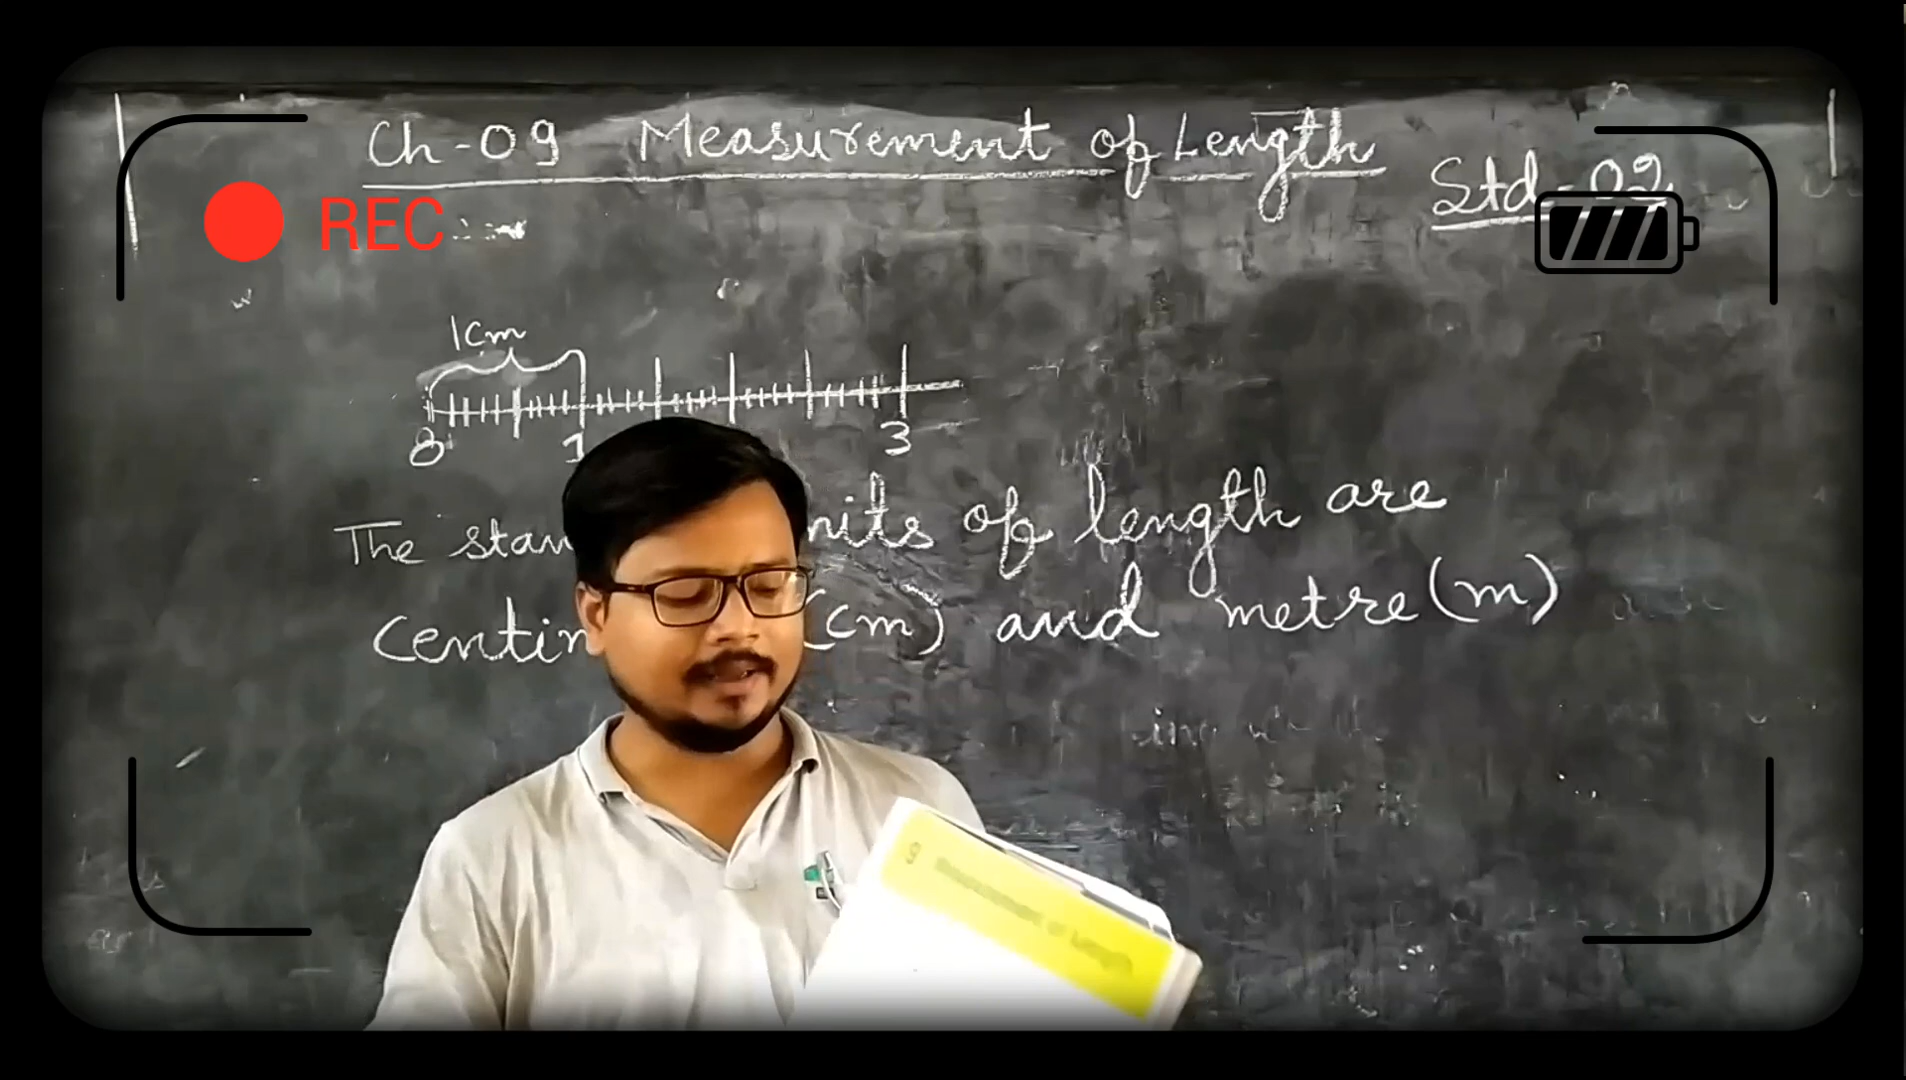 Ch-09 Measurement of Length
Std-02
REC
1cm
0 1 3
The stan nits of length are
Centim (cm) and metre (m)